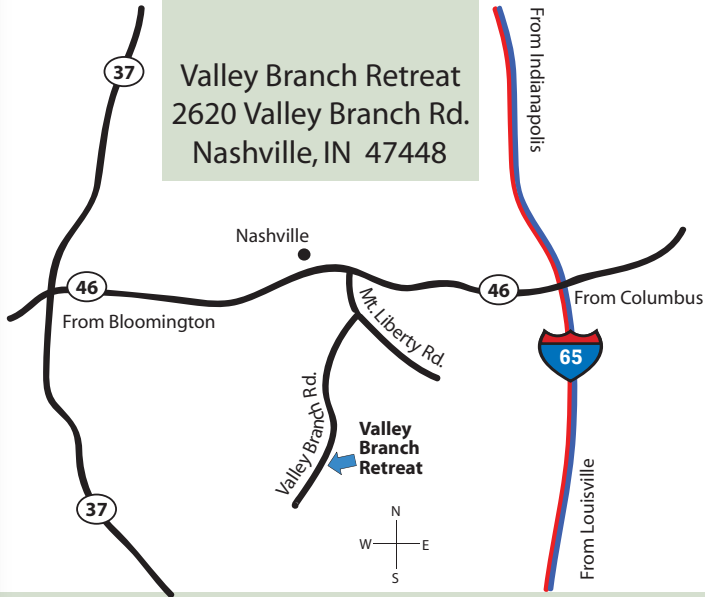 37
Valley Branch Retreat
2620 Valley Branch Rd.
Nashville, IN 47448
From Indianapolis
Nashville
46
From Bloomington
46
From Columbus
Mt. Liberty Rd.
65
Valley Branch Rd.
Valley
Branch
Retreat
37
N
W
E
S
From Louisville